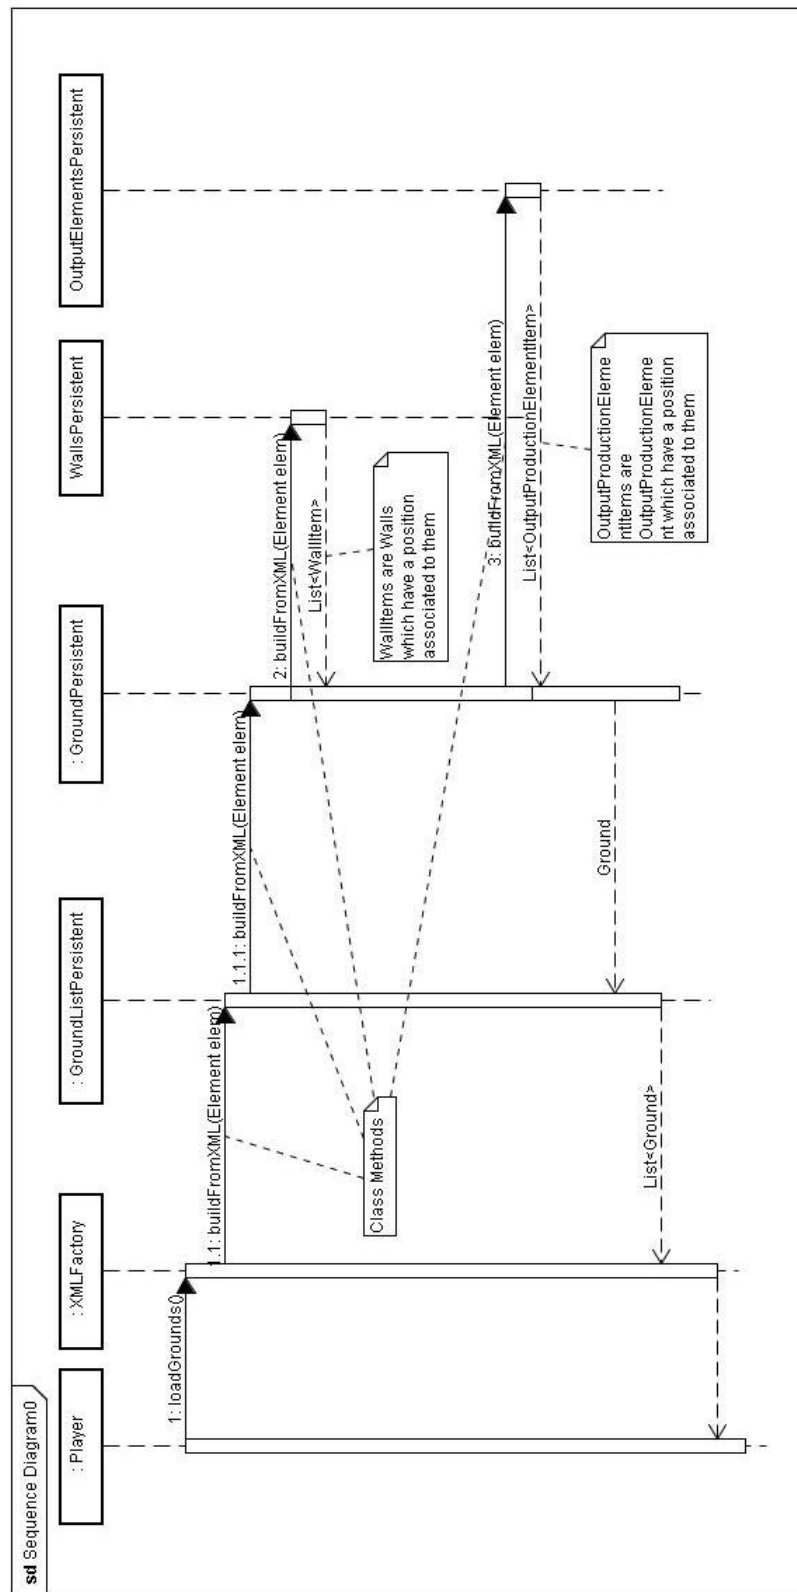 sd Sequence Diagram0
: Player
: XMLFactory
: GroundListPersistent
: GroundPersistent
WallsPersistent
OutputElementsPersistent
1: loadGrounds()
1.1: buildFromXML(Element elem)
1.1.1: buildFromXML(Element elem)
2: buildFromXML(Element elem)
List<WallItem>
WallItems are Walls
which have a position
associated to them
Class Methods
3: buildFromXML(Element elem)
List<OutputProductionElementItem>
OutputProductionEleme
ntItems are
OutputProductionEleme
nt which have a position
associated to them
Ground
List<Ground>